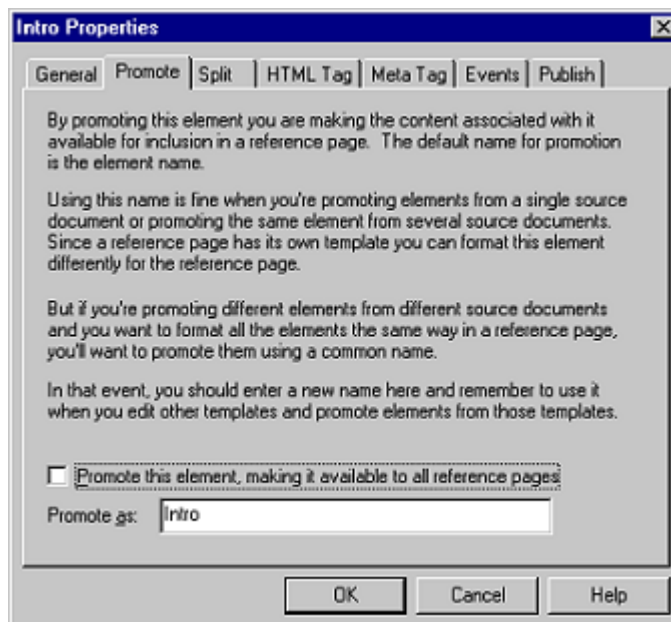 Intro Properties
General Promote Split HTML Tag Meta Tag Events Publish
By promoting this element you are making the content associated with it
available for inclusion in a reference page. The default name for promotion
is the element name.
Using this name is fine when you're promoting elements from a single source
document or promoting the same element from several source documents.
Since a reference page has its own template you can format this element
differently for the reference page.
But if you're promoting different elements from different source documents
and you want to format all the elements the same way in a reference page,
you'll want to promote them using a common name.
In that event, you should enter a new name here and remember to use it
when you edit other templates and promote elements from those templates.
Promote this element, making it available to all reference pages
Promote as: Intro
OK Cancel Help